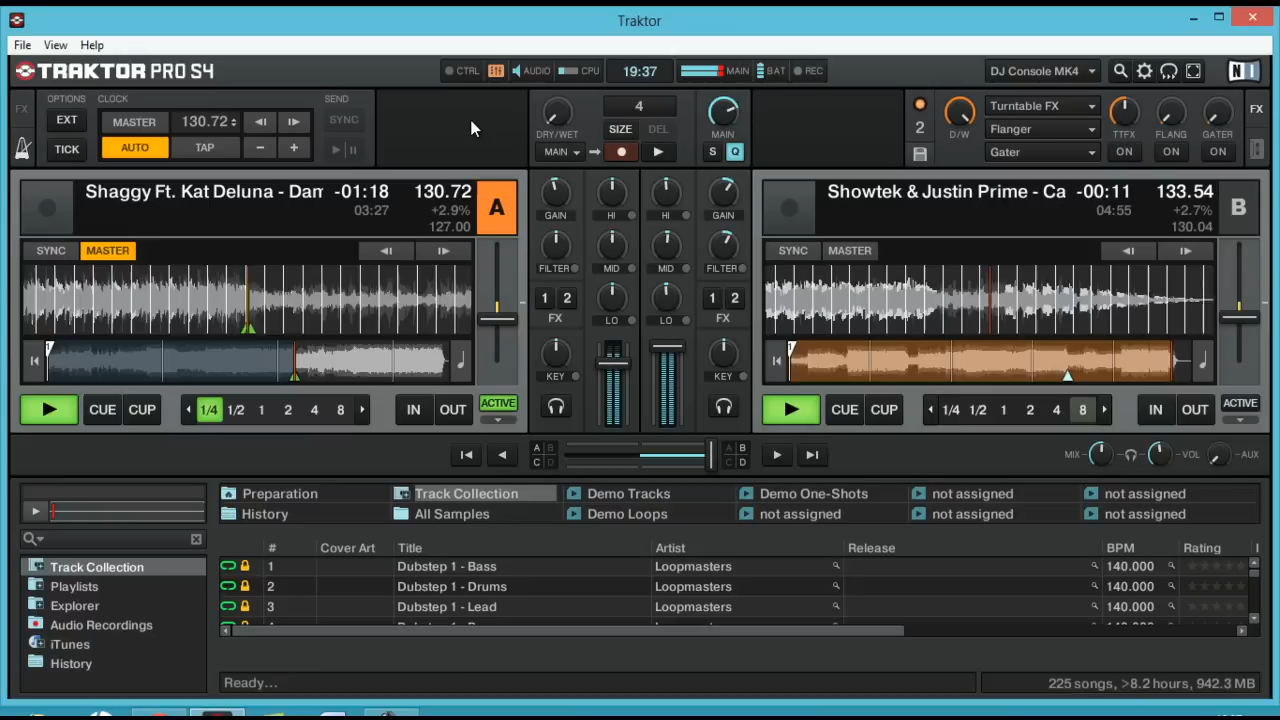 Traktor
File View Help
TRAKTOR PRO S4 CTRL AUDIO CPU 19:37 MAIN BAT REC DJ Console MK4 NI
FX OPTIONS CLOCK SEND
EXT MASTER 130.72 SYNC
TICK AUTO TAP
DRY/WET 4 MAIN
SIZE DEL
MAIN S Q
2 D/W Turntable FX Flanger Gater TTFX FLANG GATER FX
ON ON ON
Shaggy Ft. Kat Deluna - Dan -01:18 130.72 A
03:27 +2.9%
127.00
SYNC MASTER
GAIN HI HI GAIN
FILTER MID MID FILTER
1 2 FX LO LO 1 2 FX
KEY KEY
Showtek & Justin Prime - Ca -00:11 133.54 B
04:55 +2.7%
130.04
SYNC MASTER
CUE CUP 1/4 1/2 1 2 4 8 IN OUT ACTIVE
CUE CUP 1/4 1/2 1 2 4 8 IN OUT ACTIVE
A B C D A B C D MIX VOL AUX
Preparation Track Collection Demo Tracks Demo One-Shots not assigned not assigned
History All Samples Demo Loops not assigned not assigned not assigned
Track Collection
Playlists
Explorer
Audio Recordings
iTunes
History
# Cover Art Title Artist Release BPM Rating
1 Dubstep 1 - Bass Loopmasters 140.000
2 Dubstep 1 - Drums Loopmasters 140.000
3 Dubstep 1 - Lead Loopmasters 140.000
Ready... 225 songs, >8.2 hours, 942.3 MB